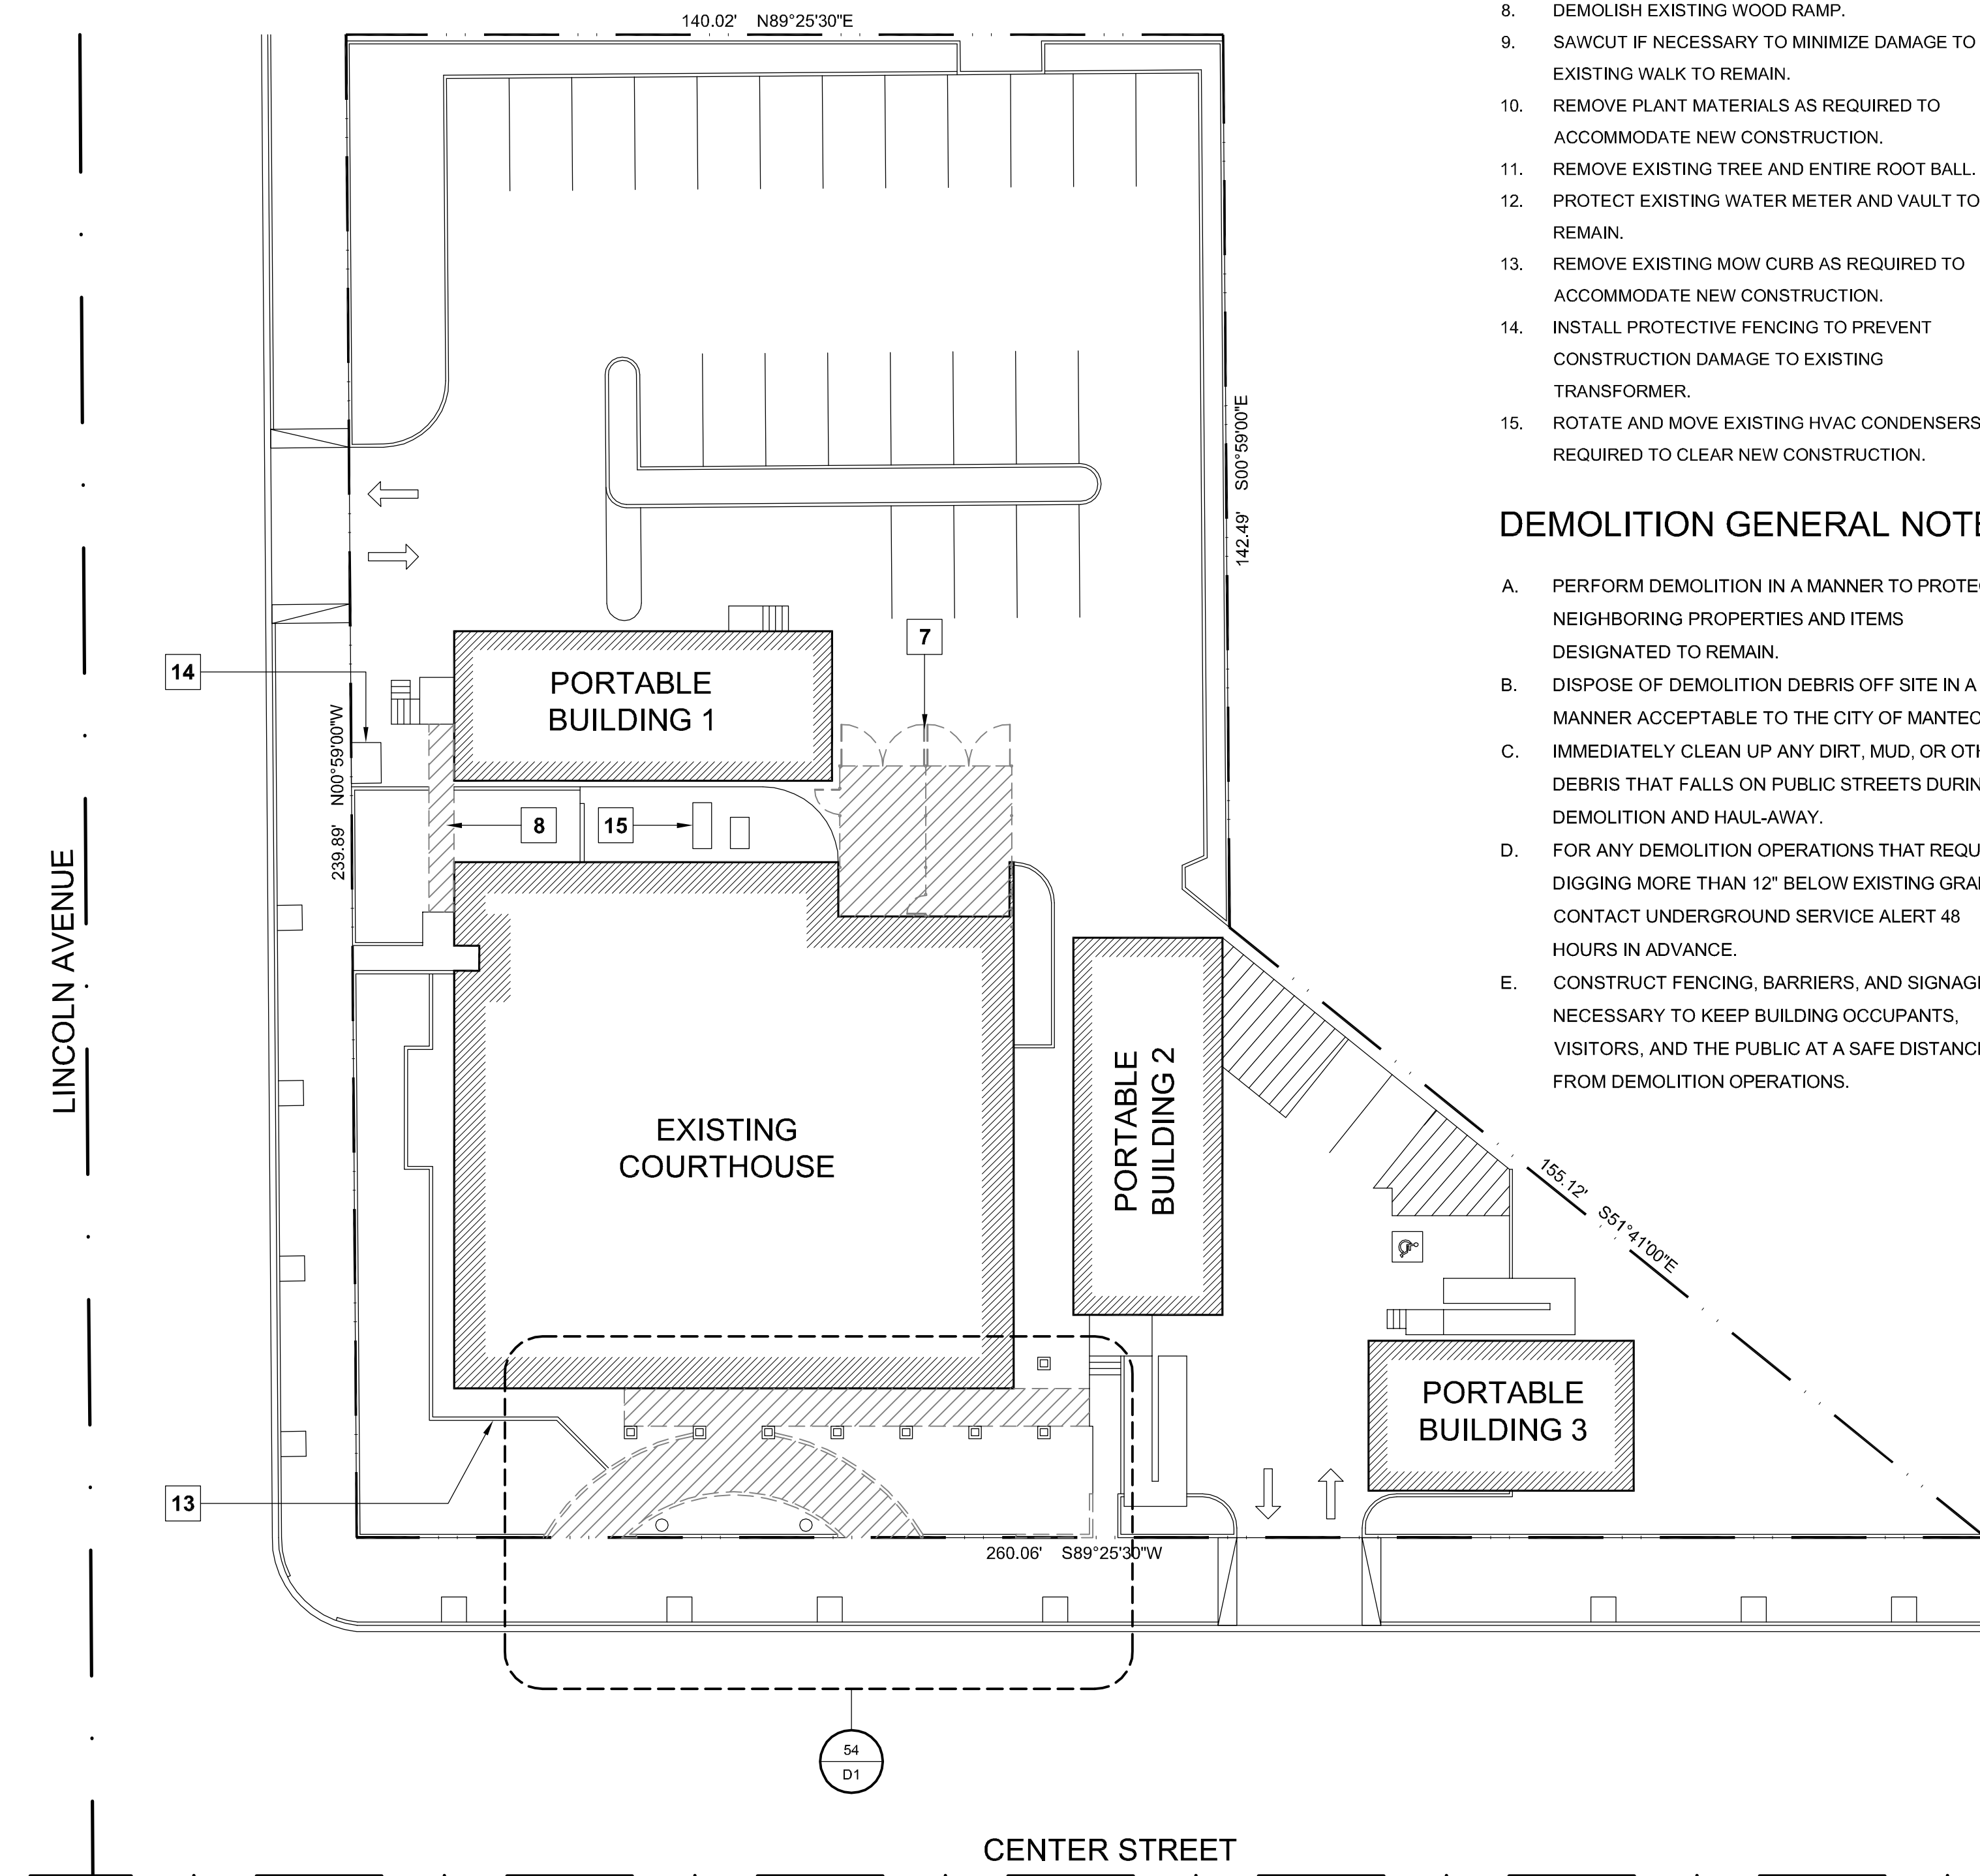 140.02' N89°25'30"E
8. DEMOLISH EXISTING WOOD RAMP.
9. SAWCUT IF NECESSARY TO MINIMIZE DAMAGE TO
EXISTING WALK TO REMAIN.
10. REMOVE PLANT MATERIALS AS REQUIRED TO
ACCOMMODATE NEW CONSTRUCTION.
11. REMOVE EXISTING TREE AND ENTIRE ROOT BALL.
12. PROTECT EXISTING WATER METER AND VAULT TO
REMAIN.
13. REMOVE EXISTING MOW CURB AS REQUIRED TO
ACCOMMODATE NEW CONSTRUCTION.
14. INSTALL PROTECTIVE FENCING TO PREVENT
CONSTRUCTION DAMAGE TO EXISTING
TRANSFORMER.
15. ROTATE AND MOVE EXISTING HVAC CONDENSERS
REQUIRED TO CLEAR NEW CONSTRUCTION.
DEMOLITION GENERAL NOTE
A. PERFORM DEMOLITION IN A MANNER TO PROTE
NEIGHBORING PROPERTIES AND ITEMS
DESIGNATED TO REMAIN.
B. DISPOSE OF DEMOLITION DEBRIS OFF SITE IN A
MANNER ACCEPTABLE TO THE CITY OF MANTEC
C. IMMEDIATELY CLEAN UP ANY DIRT, MUD, OR OTH
DEBRIS THAT FALLS ON PUBLIC STREETS DURIN
DEMOLITION AND HAUL-AWAY.
D. FOR ANY DEMOLITION OPERATIONS THAT REQU
DIGGING MORE THAN 12" BELOW EXISTING GRA
CONTACT UNDERGROUND SERVICE ALERT 48
HOURS IN ADVANCE.
E. CONSTRUCT FENCING, BARRIERS, AND SIGNAG
NECESSARY TO KEEP BUILDING OCCUPANTS,
VISITORS, AND THE PUBLIC AT A SAFE DISTANC
FROM DEMOLITION OPERATIONS.
142.49' S00°59'00"E
7
14
PORTABLE
BUILDING 1
239.89' N00°59'00"W
8
15
LINCOLN AVENUE
EXISTING
COURTHOUSE
PORTABLE
BUILDING 2
155.12' S51°41'00"E
PORTABLE
BUILDING 3
13
260.06' S89°25'30"W
54
D1
CENTER STREET